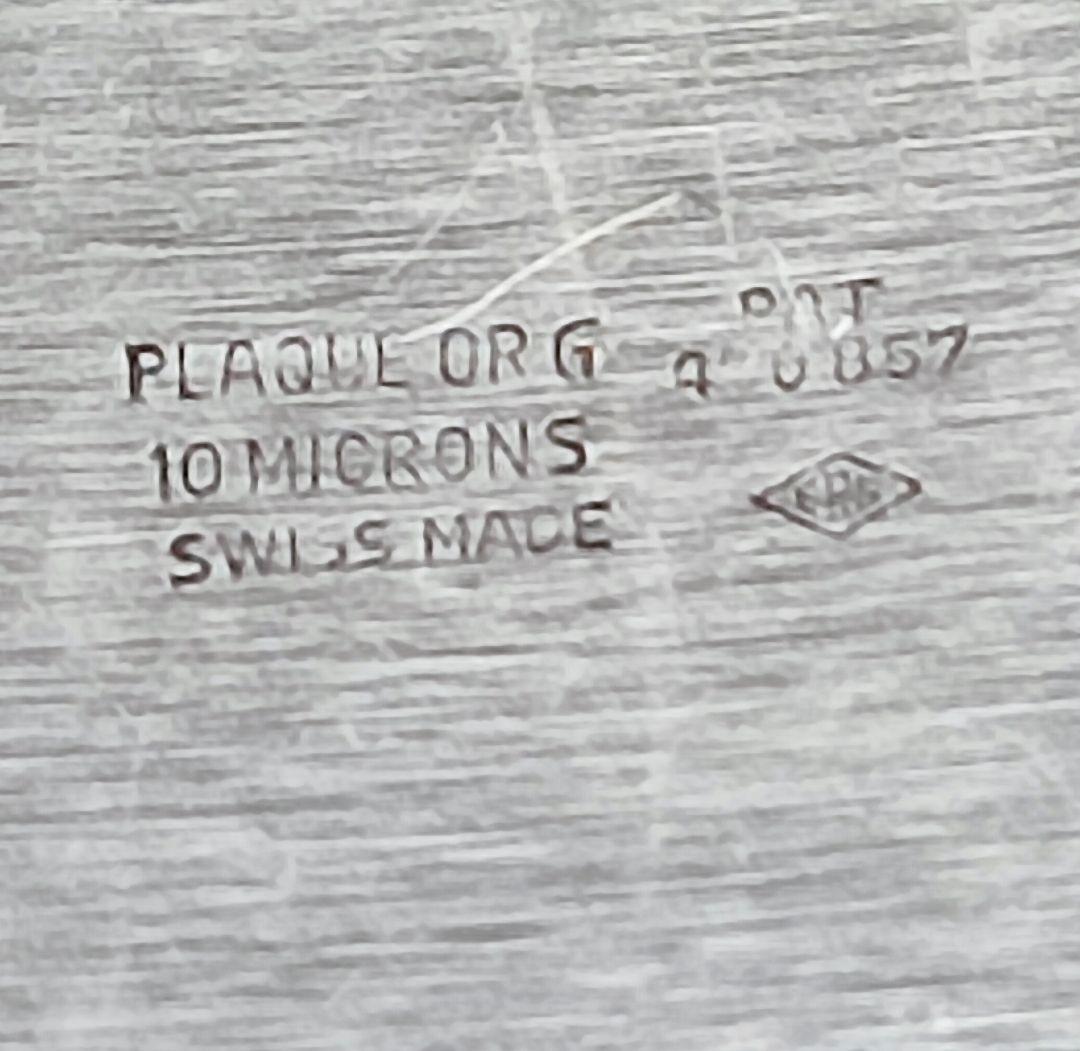 PLAQUE OR G
10 MICRONS
SWISS MADE
PAT